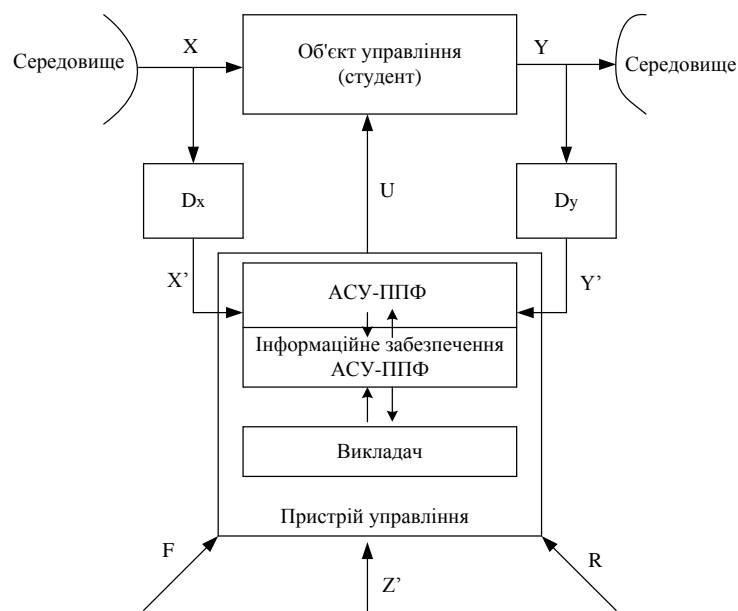 X
Об'єкт управління
(студент)
Y
Середовище
Середовище
Dx
U
Dy
X’
АСУ-ППФ
Y’
Інформаційне забезпечення
АСУ-ППФ
Викладач
Пристрій управління
F
Z’
R